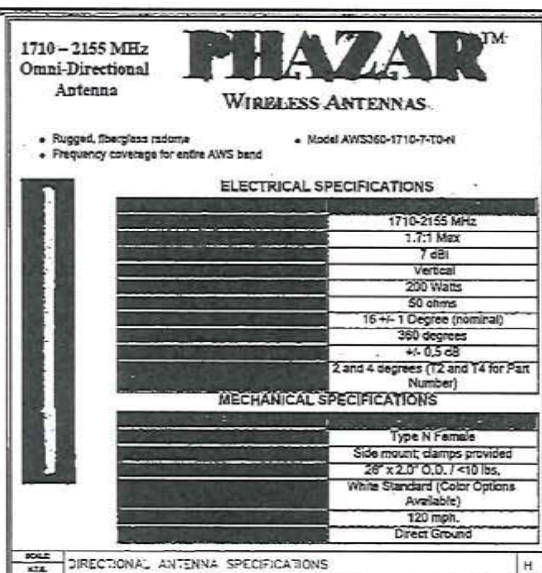 1710 – 2155 MHz
Omni-Directional
Antenna
PHAZAR™
WIRELESS ANTENNAS
• Rugged, fiberglass radome
• Frequency coverage for entire AWS band
• Model AWS360-1710-7-T0-N
ELECTRICAL SPECIFICATIONS
1710-2155 MHz
1.7:1 Max
7 dBi
Vertical
200 Watts
50 ohms
16 +/- 1 Degree (nominal)
360 degrees
+/- 0.5 dB
2 and 4 degrees (T2 and T4 for Part
Number)
MECHANICAL SPECIFICATIONS
Type N Female
Side mount; clamps provided
26" x 2.0" O.D. / <10 lbs.
White Standard (Color Options
Available)
120 mph.
Direct Ground
SCALE:
N.T.S.
DIRECTIONAL ANTENNA SPECIFICATIONS
H